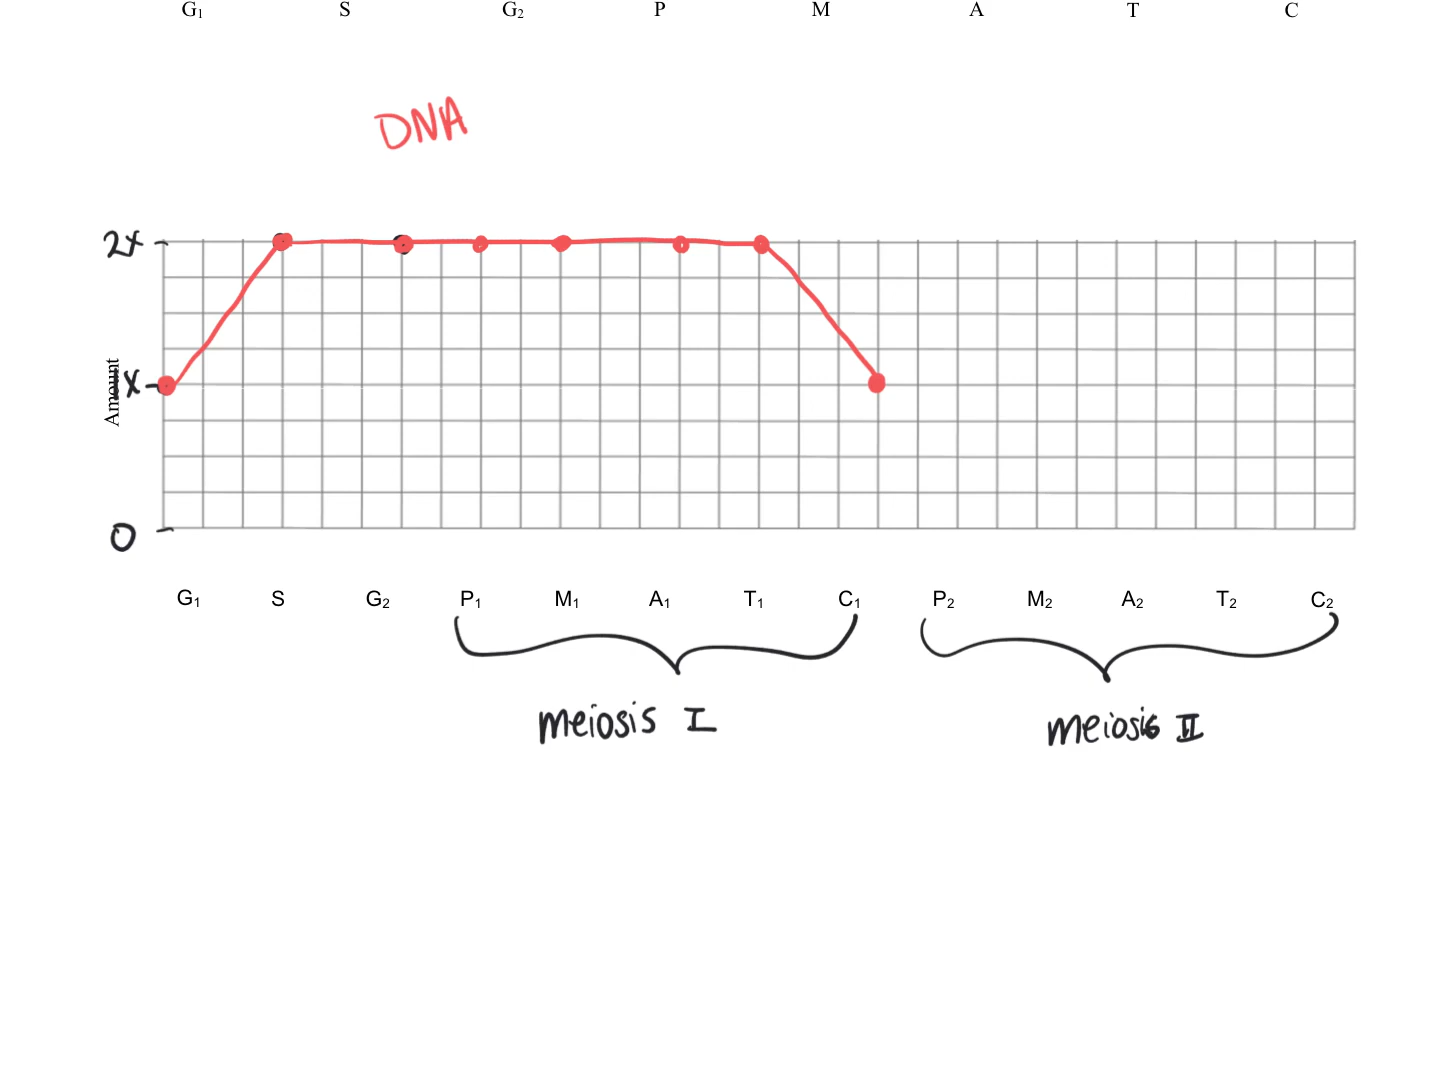 G₁ S G₂ P M A T C
DNA
2x
1x
Amount
0
G₁ S G₂ P₁ M₁ A₁ T₁ C₁ P₂ M₂ A₂ T₂ C₂
meiosis I meiosis II